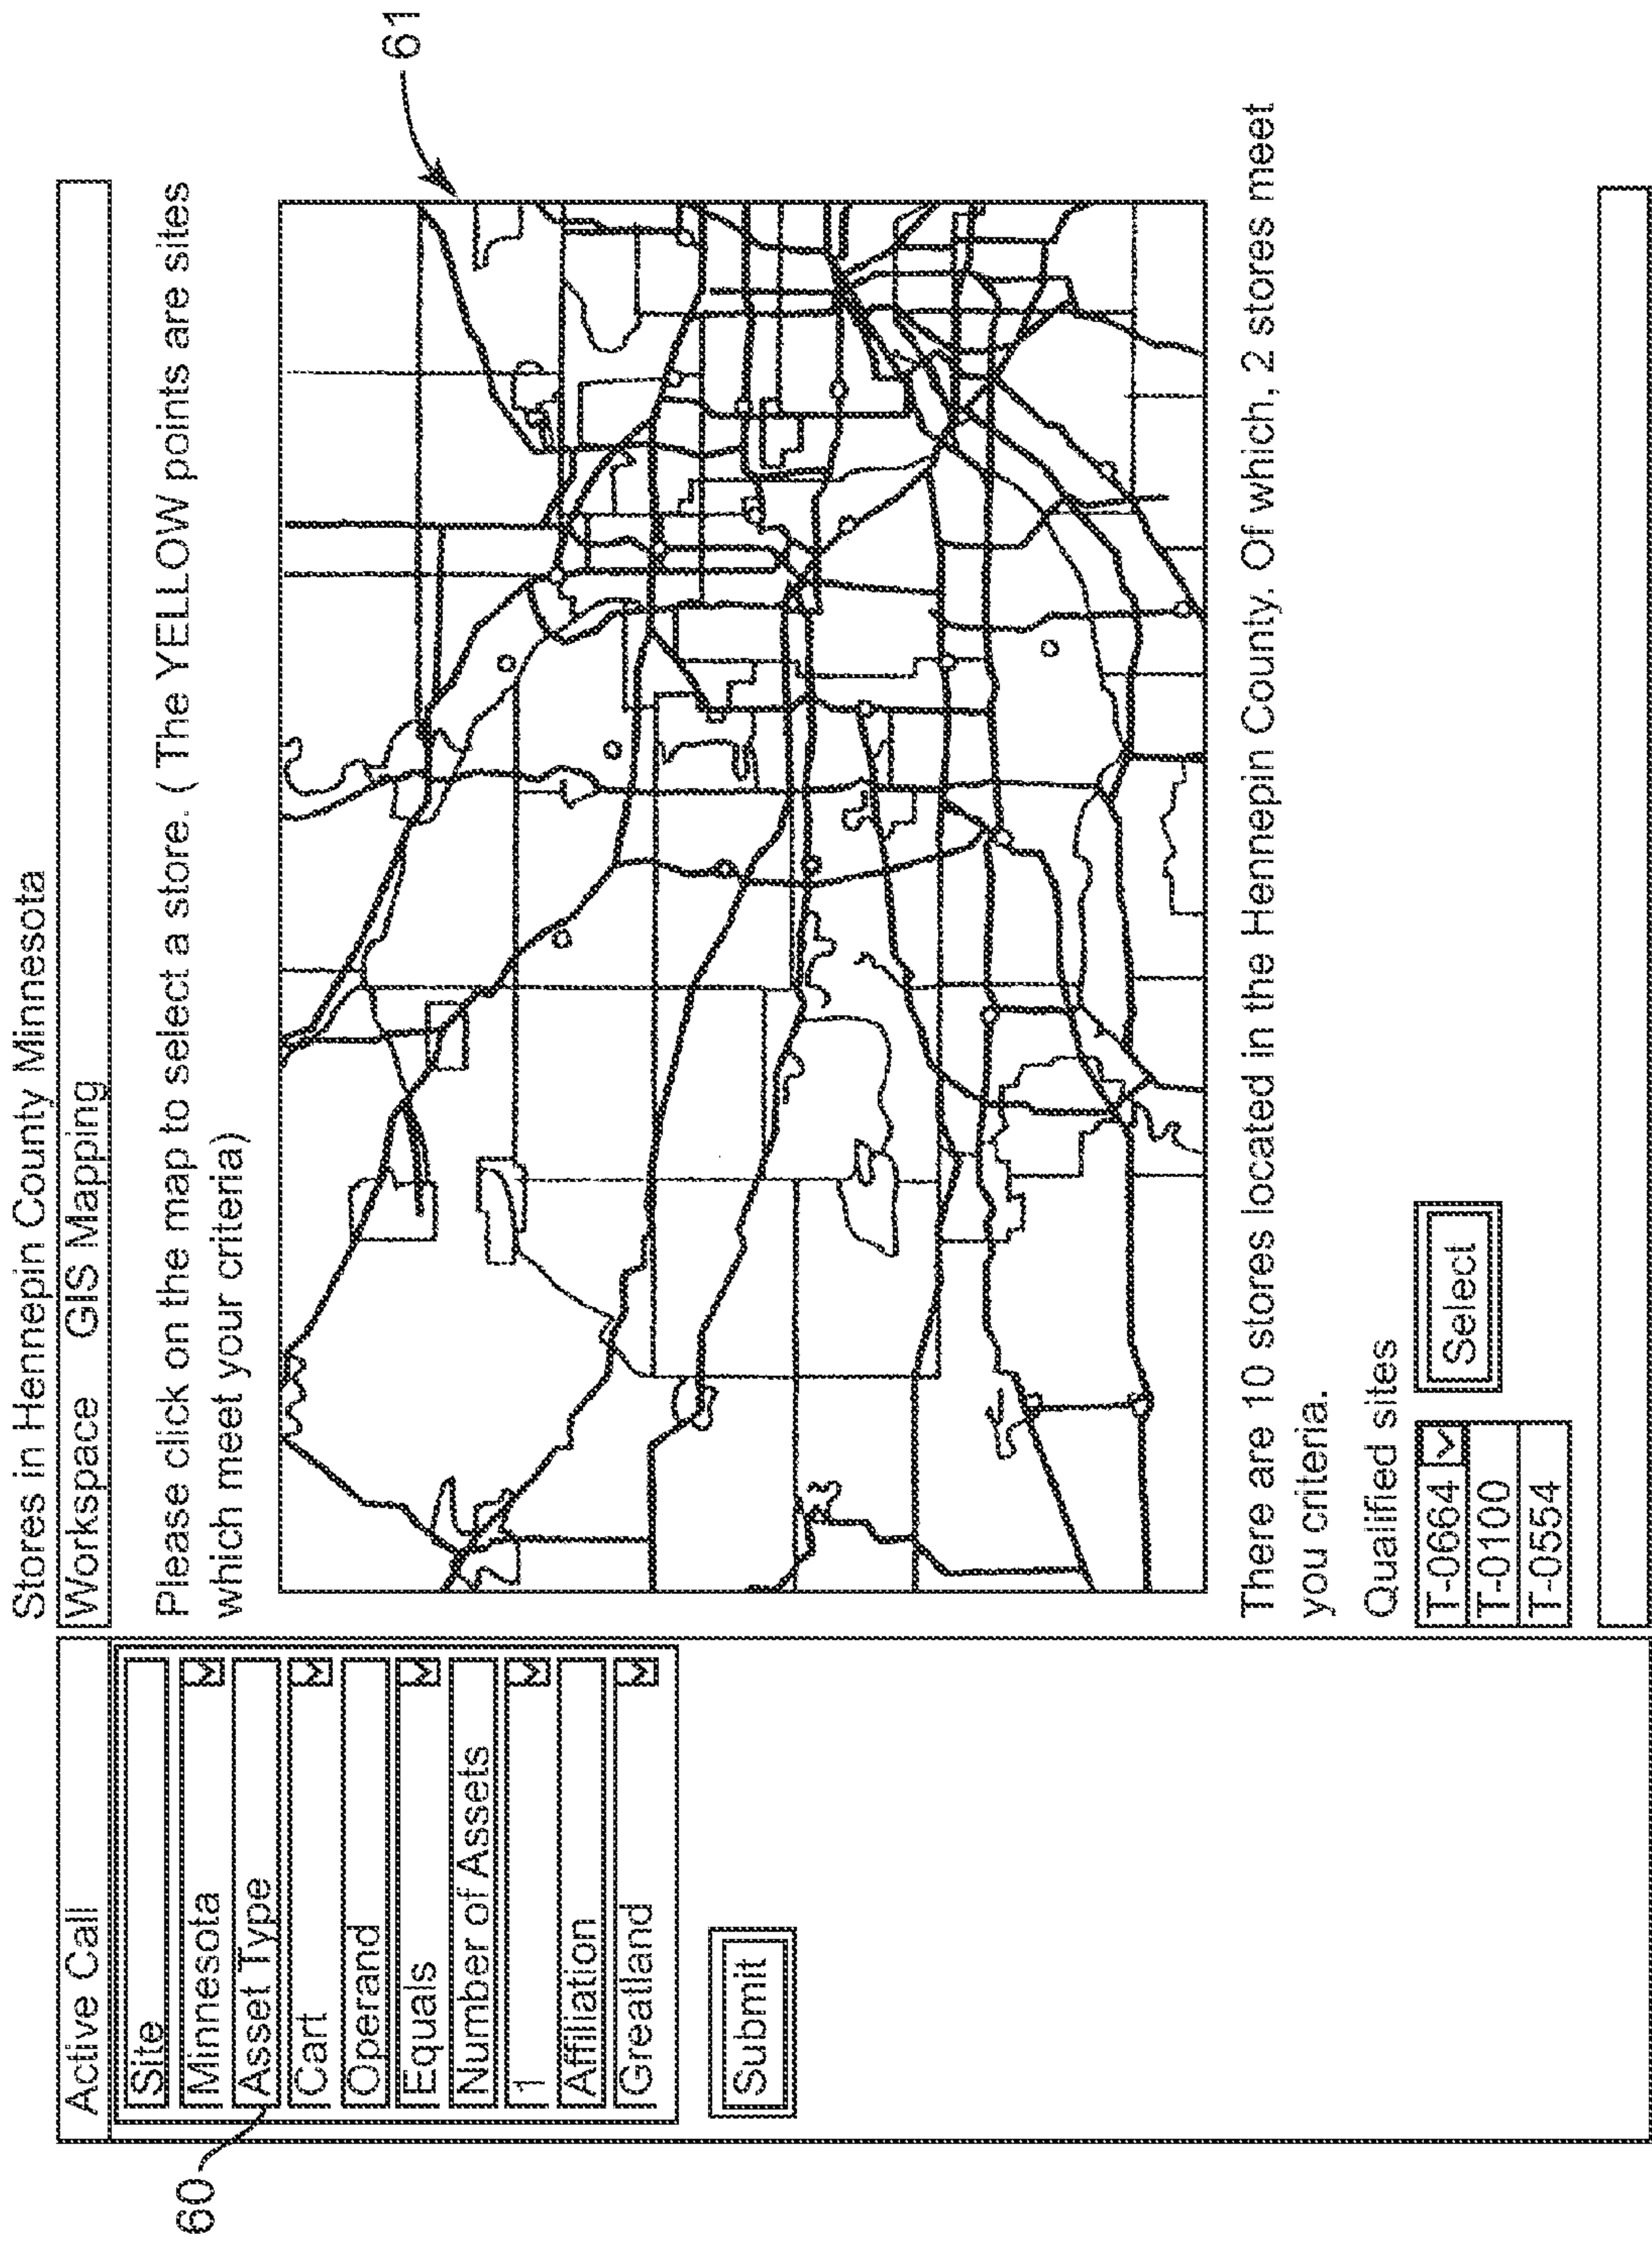 Stores in Hennepin County Minnesota
Active Call
Workspace GIS Mapping
Site
Minnesota
Asset Type
Cart
Operand
Equals
Number of Assets
1
Affiliation
Greatland
Submit
60
Please click on the map to select a store. ( The YELLOW points are sites
which meet your criteria)
61
There are 10 stores located in the Hennepin County. Of which, 2 stores meet
you criteria.
Qualified sites
T-0664
T-0100
T-0554
Select